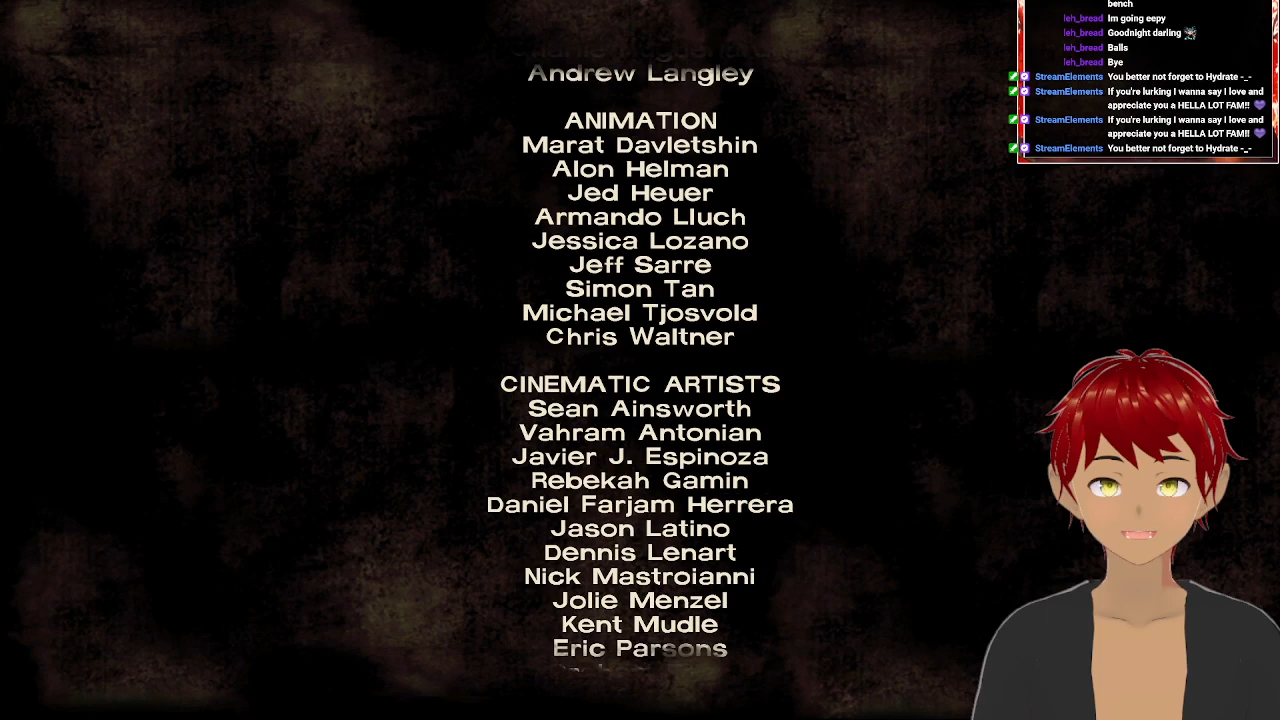 Andrew Langley
ANIMATION
Marat Davletshin
Alon Helman
Jed Heuer
Armando Lluch
Jessica Lozano
Jeff Sarre
Simon Tan
Michael Tjosvold
Chris Waltner
CINEMATIC ARTISTS
Sean Ainsworth
Vahram Antonian
Javier J. Espinoza
Rebekah Gamin
Daniel Farjam Herrera
Jason Latino
Dennis Lenart
Nick Mastroianni
Jolie Menzel
Kent Mudle
Eric Parsons
bench
leh_bread Im going eepy
leh_bread Goodnight darling
leh_bread Balls
leh_bread Bye
StreamElements You better not forget to Hydrate -_-
StreamElements If you're lurking I wanna say I love and
appreciate you a HELLA LOT FAM!! 💜
StreamElements If you're lurking I wanna say I love and
appreciate you a HELLA LOT FAM!! 💜
StreamElements You better not forget to Hydrate -_-